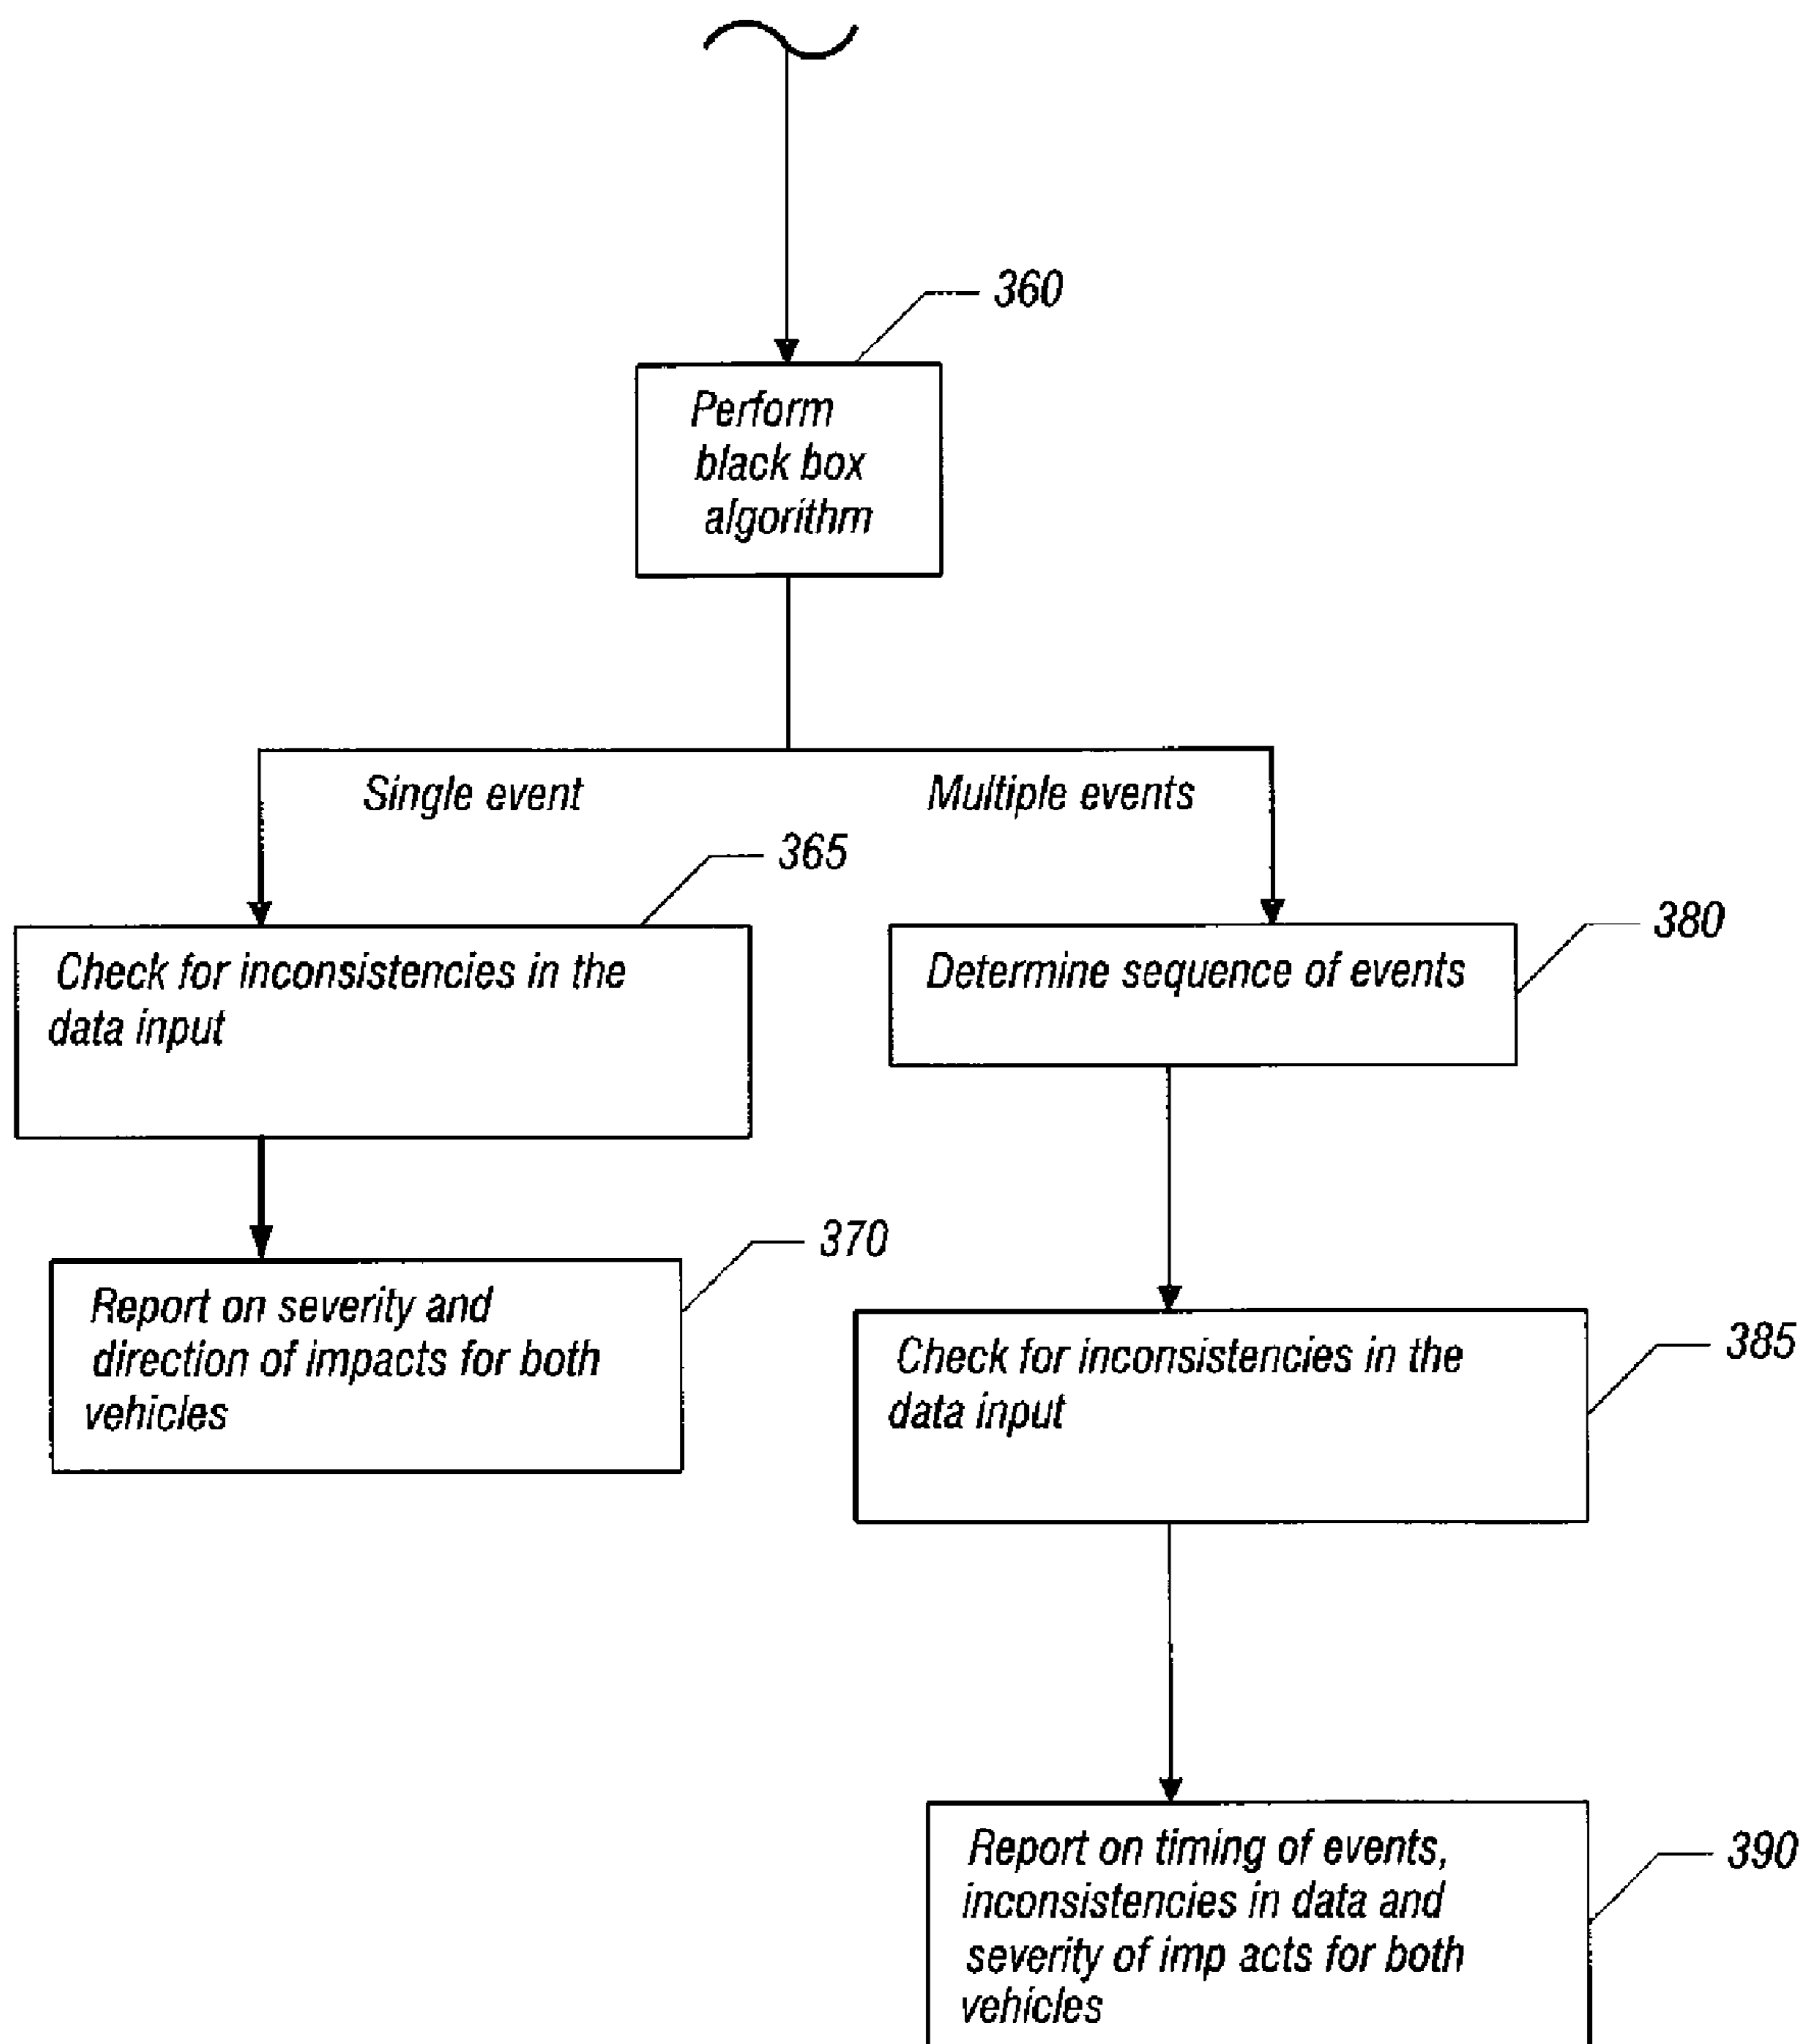 360
Perform
black box
algorithm
Single event
Multiple events
365
380
Check for inconsistencies in the
data input
Determine sequence of events
370
Report on severity and
direction of impacts for both
vehicles
385
Check for inconsistencies in the
data input
390
Report on timing of events,
inconsistencies in data and
severity of imp acts for both
vehicles